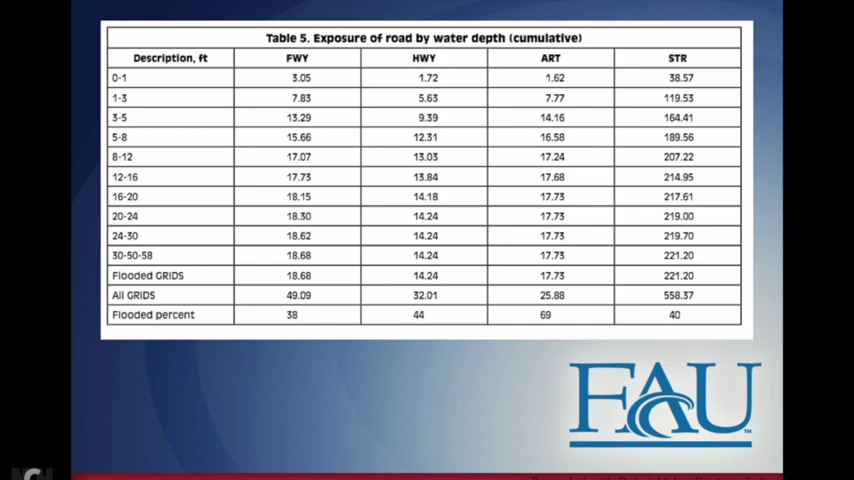 Table 5. Exposure of road by water depth (cumulative)
Description, ft FWY HWY ART STR
0-1 3.05 1.72 1.62 38.57
1-3 7.83 5.63 7.77 119.53
3-5 13.29 9.39 14.16 164.41
5-8 15.66 12.31 16.58 189.56
8-12 17.07 13.03 17.24 207.22
12-16 17.73 13.84 17.68 214.95
16-20 18.15 14.18 17.73 217.61
20-24 18.30 14.24 17.73 219.00
24-30 18.62 14.24 17.73 219.70
30-50-58 18.68 14.24 17.73 221.20
Flooded GRIDS 18.68 14.24 17.73 221.20
All GRIDS 49.09 32.01 25.88 558.37
Flooded percent 38 44 69 40
FAU
TM